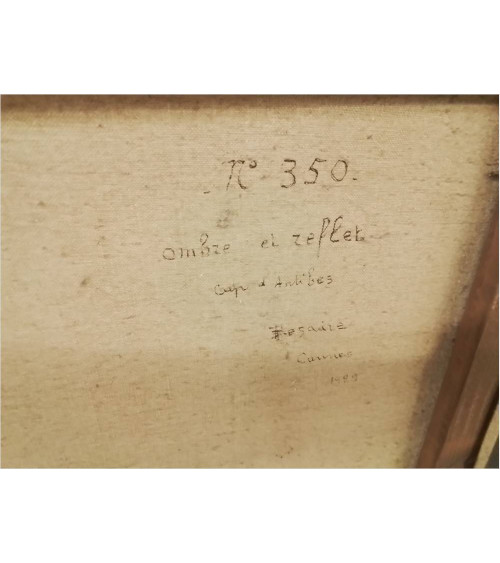 N° 350.
ombre et reflet
Cap d'Antibes
Cannes